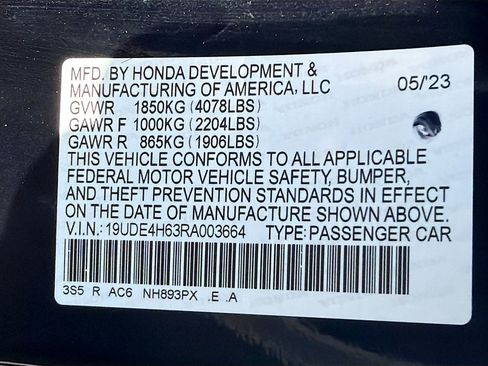 MFD. BY HONDA DEVELOPMENT &
MANUFACTURING OF AMERICA, LLC 05/'23
GVWR 1850KG (4078LBS)
GAWR F 1000KG (2204LBS)
GAWR R 865KG (1906LBS)
THIS VEHICLE CONFORMS TO ALL APPLICABLE
FEDERAL MOTOR VEHICLE SAFETY, BUMPER,
AND THEFT PREVENTION STANDARDS IN EFFECT
ON THE DATE OF MANUFACTURE SHOWN ABOVE.
V.I.N.: 19UDE4H63RA003664 TYPE: PASSENGER CAR
3S5 R AC6 NH893PX .E .A